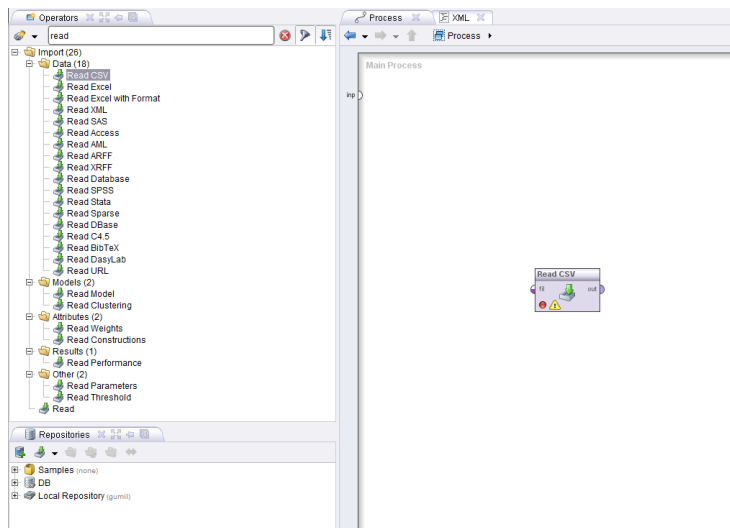 Operators
read
Import (26)
Data (18)
Read CSV
Read Excel
Read Excel with Format
Read XML
Read SAS
Read Access
Read AML
Read ARFF
Read XRFF
Read Database
Read SPSS
Read Stata
Read Sparse
Read DBase
Read C4.5
Read BibTeX
Read DasyLab
Read URL
Models (2)
Read Model
Read Clustering
Attributes (2)
Read Weights
Read Constructions
Results (1)
Read Performance
Other (2)
Read Parameters
Read Threshold
Read
Repositories
Samples (none)
DB
Local Repository (gumil)
Process XML
Process
Main Process
inp
Read CSV
fil out